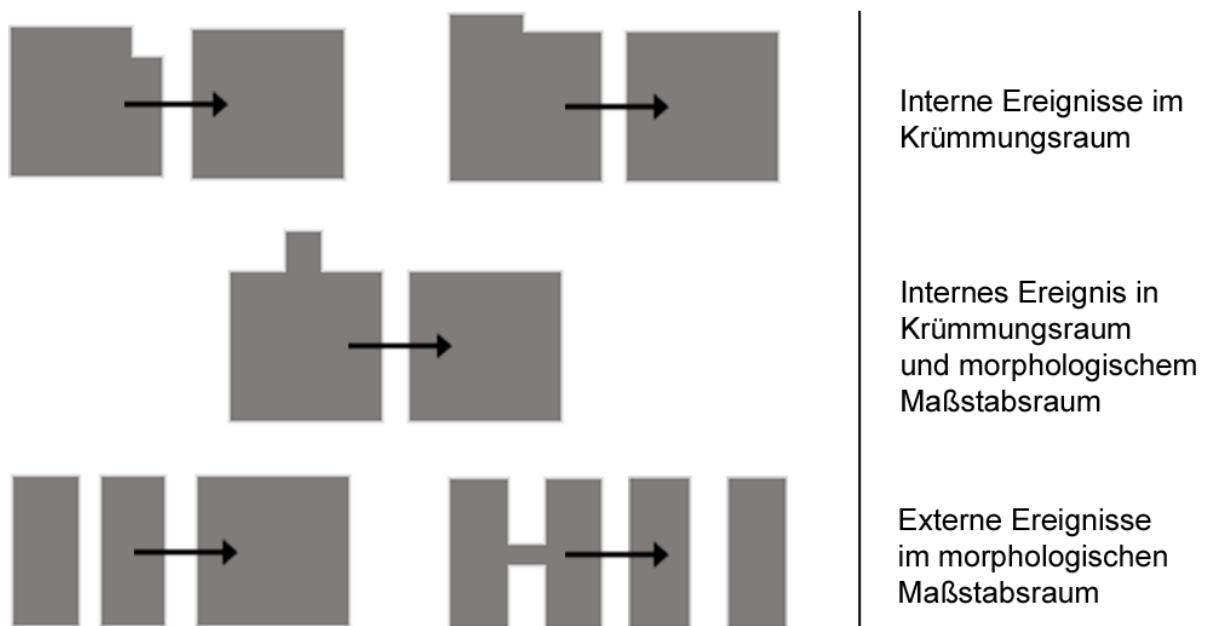 Interne Ereignisse im
Krümmungsraum
Internes Ereignis in
Krümmungsraum
und morphologischem
Maßstabsraum
Externe Ereignisse
im morphologischen
Maßstabsraum